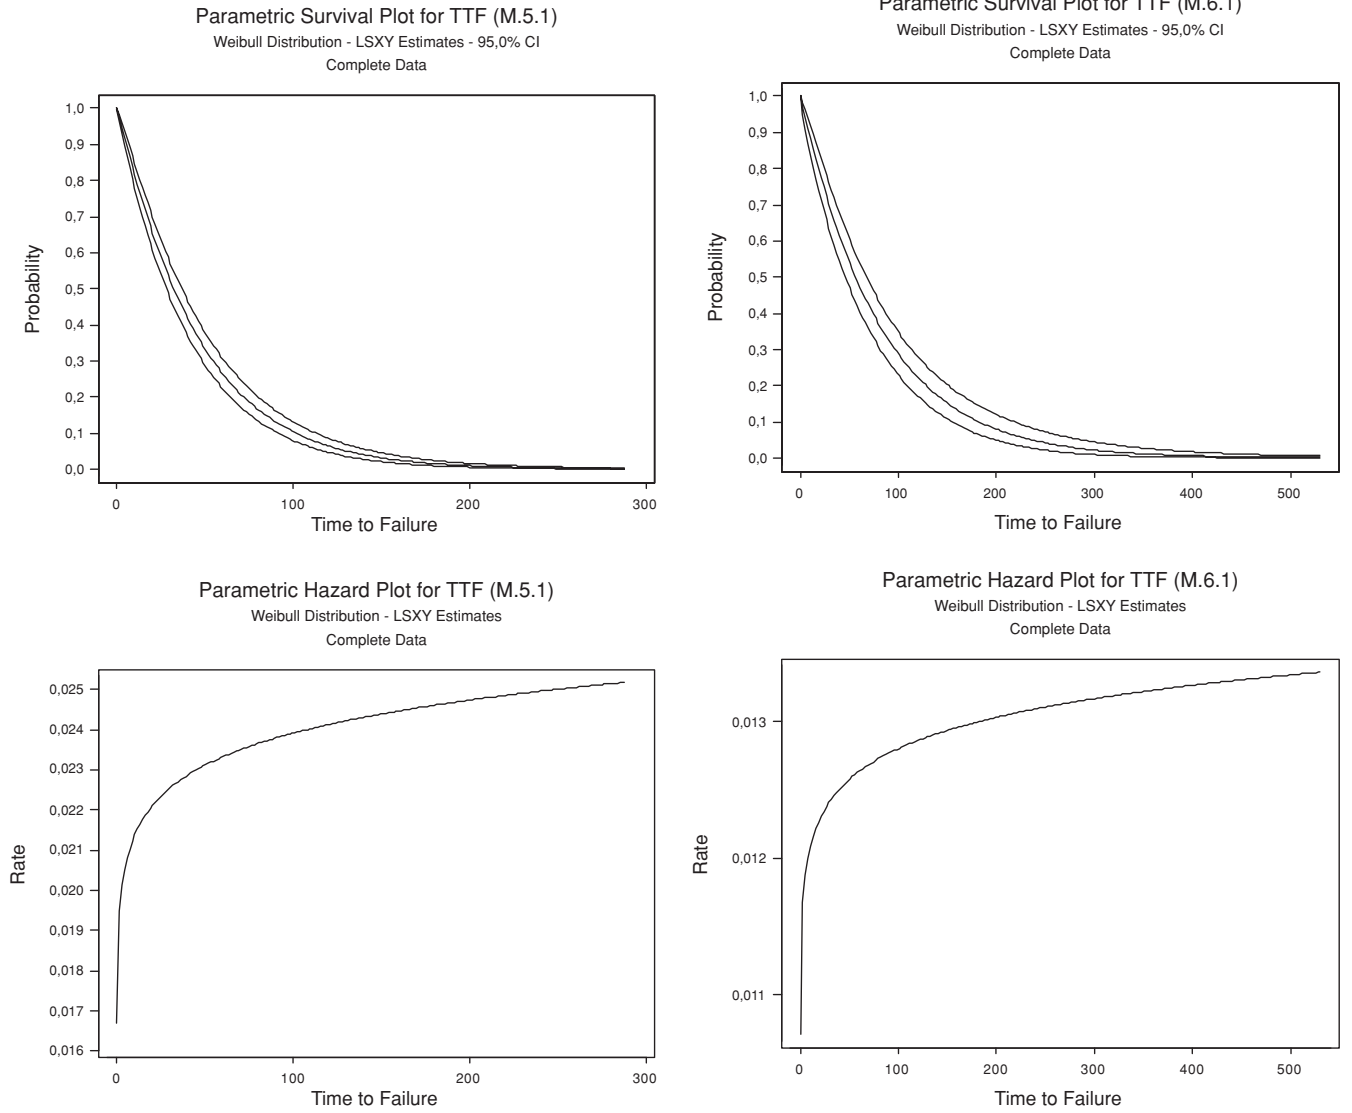 Parametric Survival Plot for TTF (M.5.1)
Weibull Distribution - LSXY Estimates - 95,0% CI
Complete Data
1,0
0,9
0,8
0,7
0,6
0,5
0,4
0,3
0,2
0,1
0,0
Probability
0 100 200 300
Time to Failure
Parametric Survival Plot for TTF (M.6.1)
Weibull Distribution - LSXY Estimates - 95,0% CI
Complete Data
1,0
0,9
0,8
0,7
0,6
0,5
0,4
0,3
0,2
0,1
0,0
Probability
0 100 200 300 400 500
Time to Failure
Parametric Hazard Plot for TTF (M.5.1)
Weibull Distribution - LSXY Estimates
Complete Data
0,025
0,024
0,023
0,022
0,021
0,020
0,019
0,018
0,017
0,016
Rate
0 100 200 300
Time to Failure
Parametric Hazard Plot for TTF (M.6.1)
Weibull Distribution - LSXY Estimates
Complete Data
0,013
0,012
0,011
Rate
0 100 200 300 400 500
Time to Failure